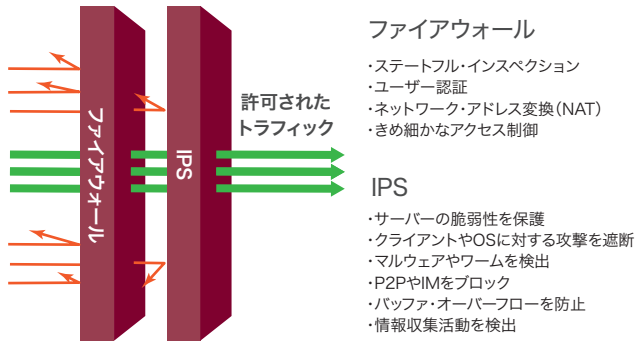 ファイアウォール
IPS
許可された
トラフィック
ファイアウォール
・ステートフル・インスペクション
・ユーザー認証
・ネットワーク・アドレス変換(NAT)
・きめ細かなアクセス制御
IPS
・サーバーの脆弱性を保護
・クライアントやOSに対する攻撃を遮断
・マルウェアやワームを検出
・P2PやIMをブロック
・バッファ・オーバーフローを防止
・情報収集活動を検出